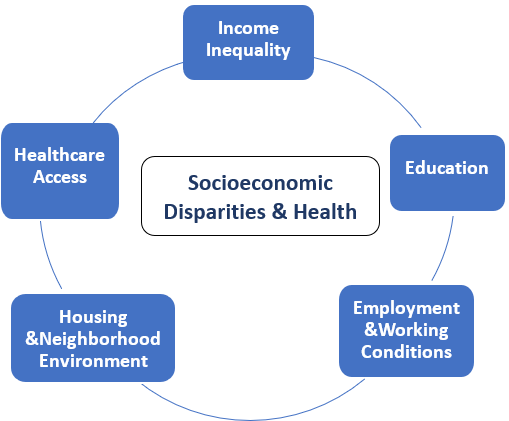 Income
Inequality
Healthcare
Access
Education
Socioeconomic
Disparities & Health
Housing
&Neighborhood
Environment
Employment
&Working
Conditions